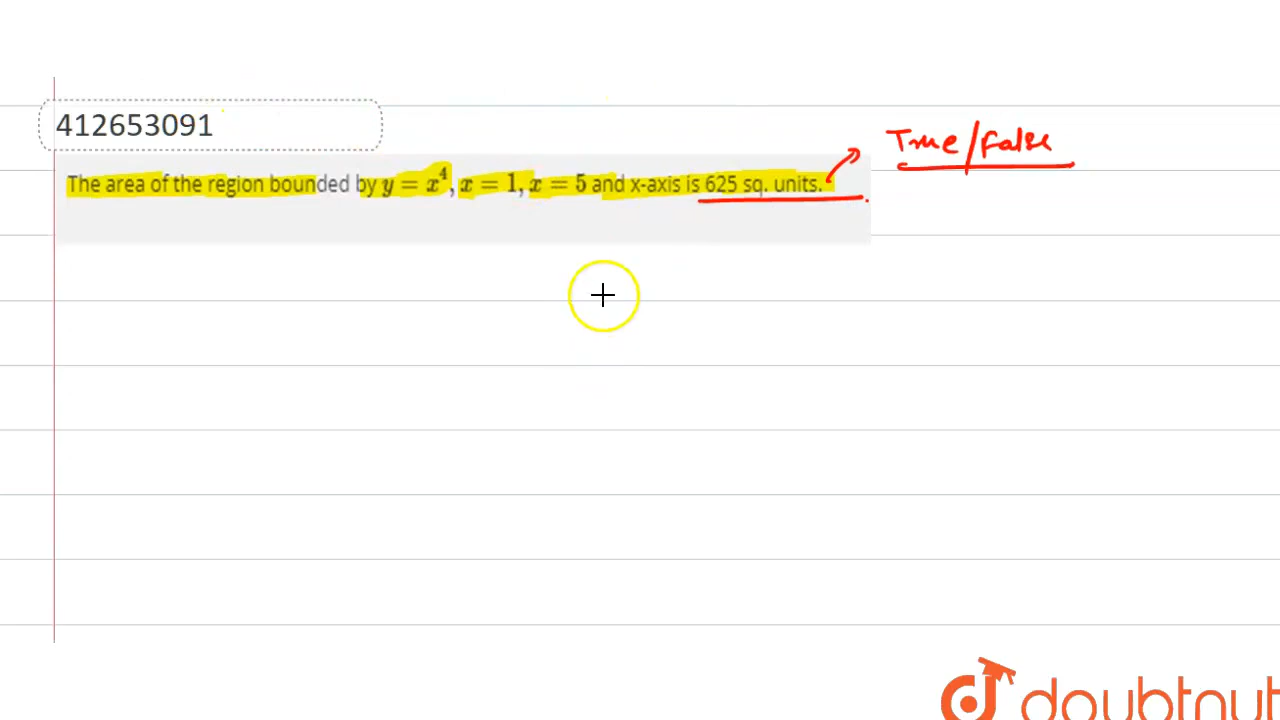 412653091
True/False
The area of the region bounded by y = x⁴, x = 1, x = 5 and x-axis is 625 sq. units.
doubtnut